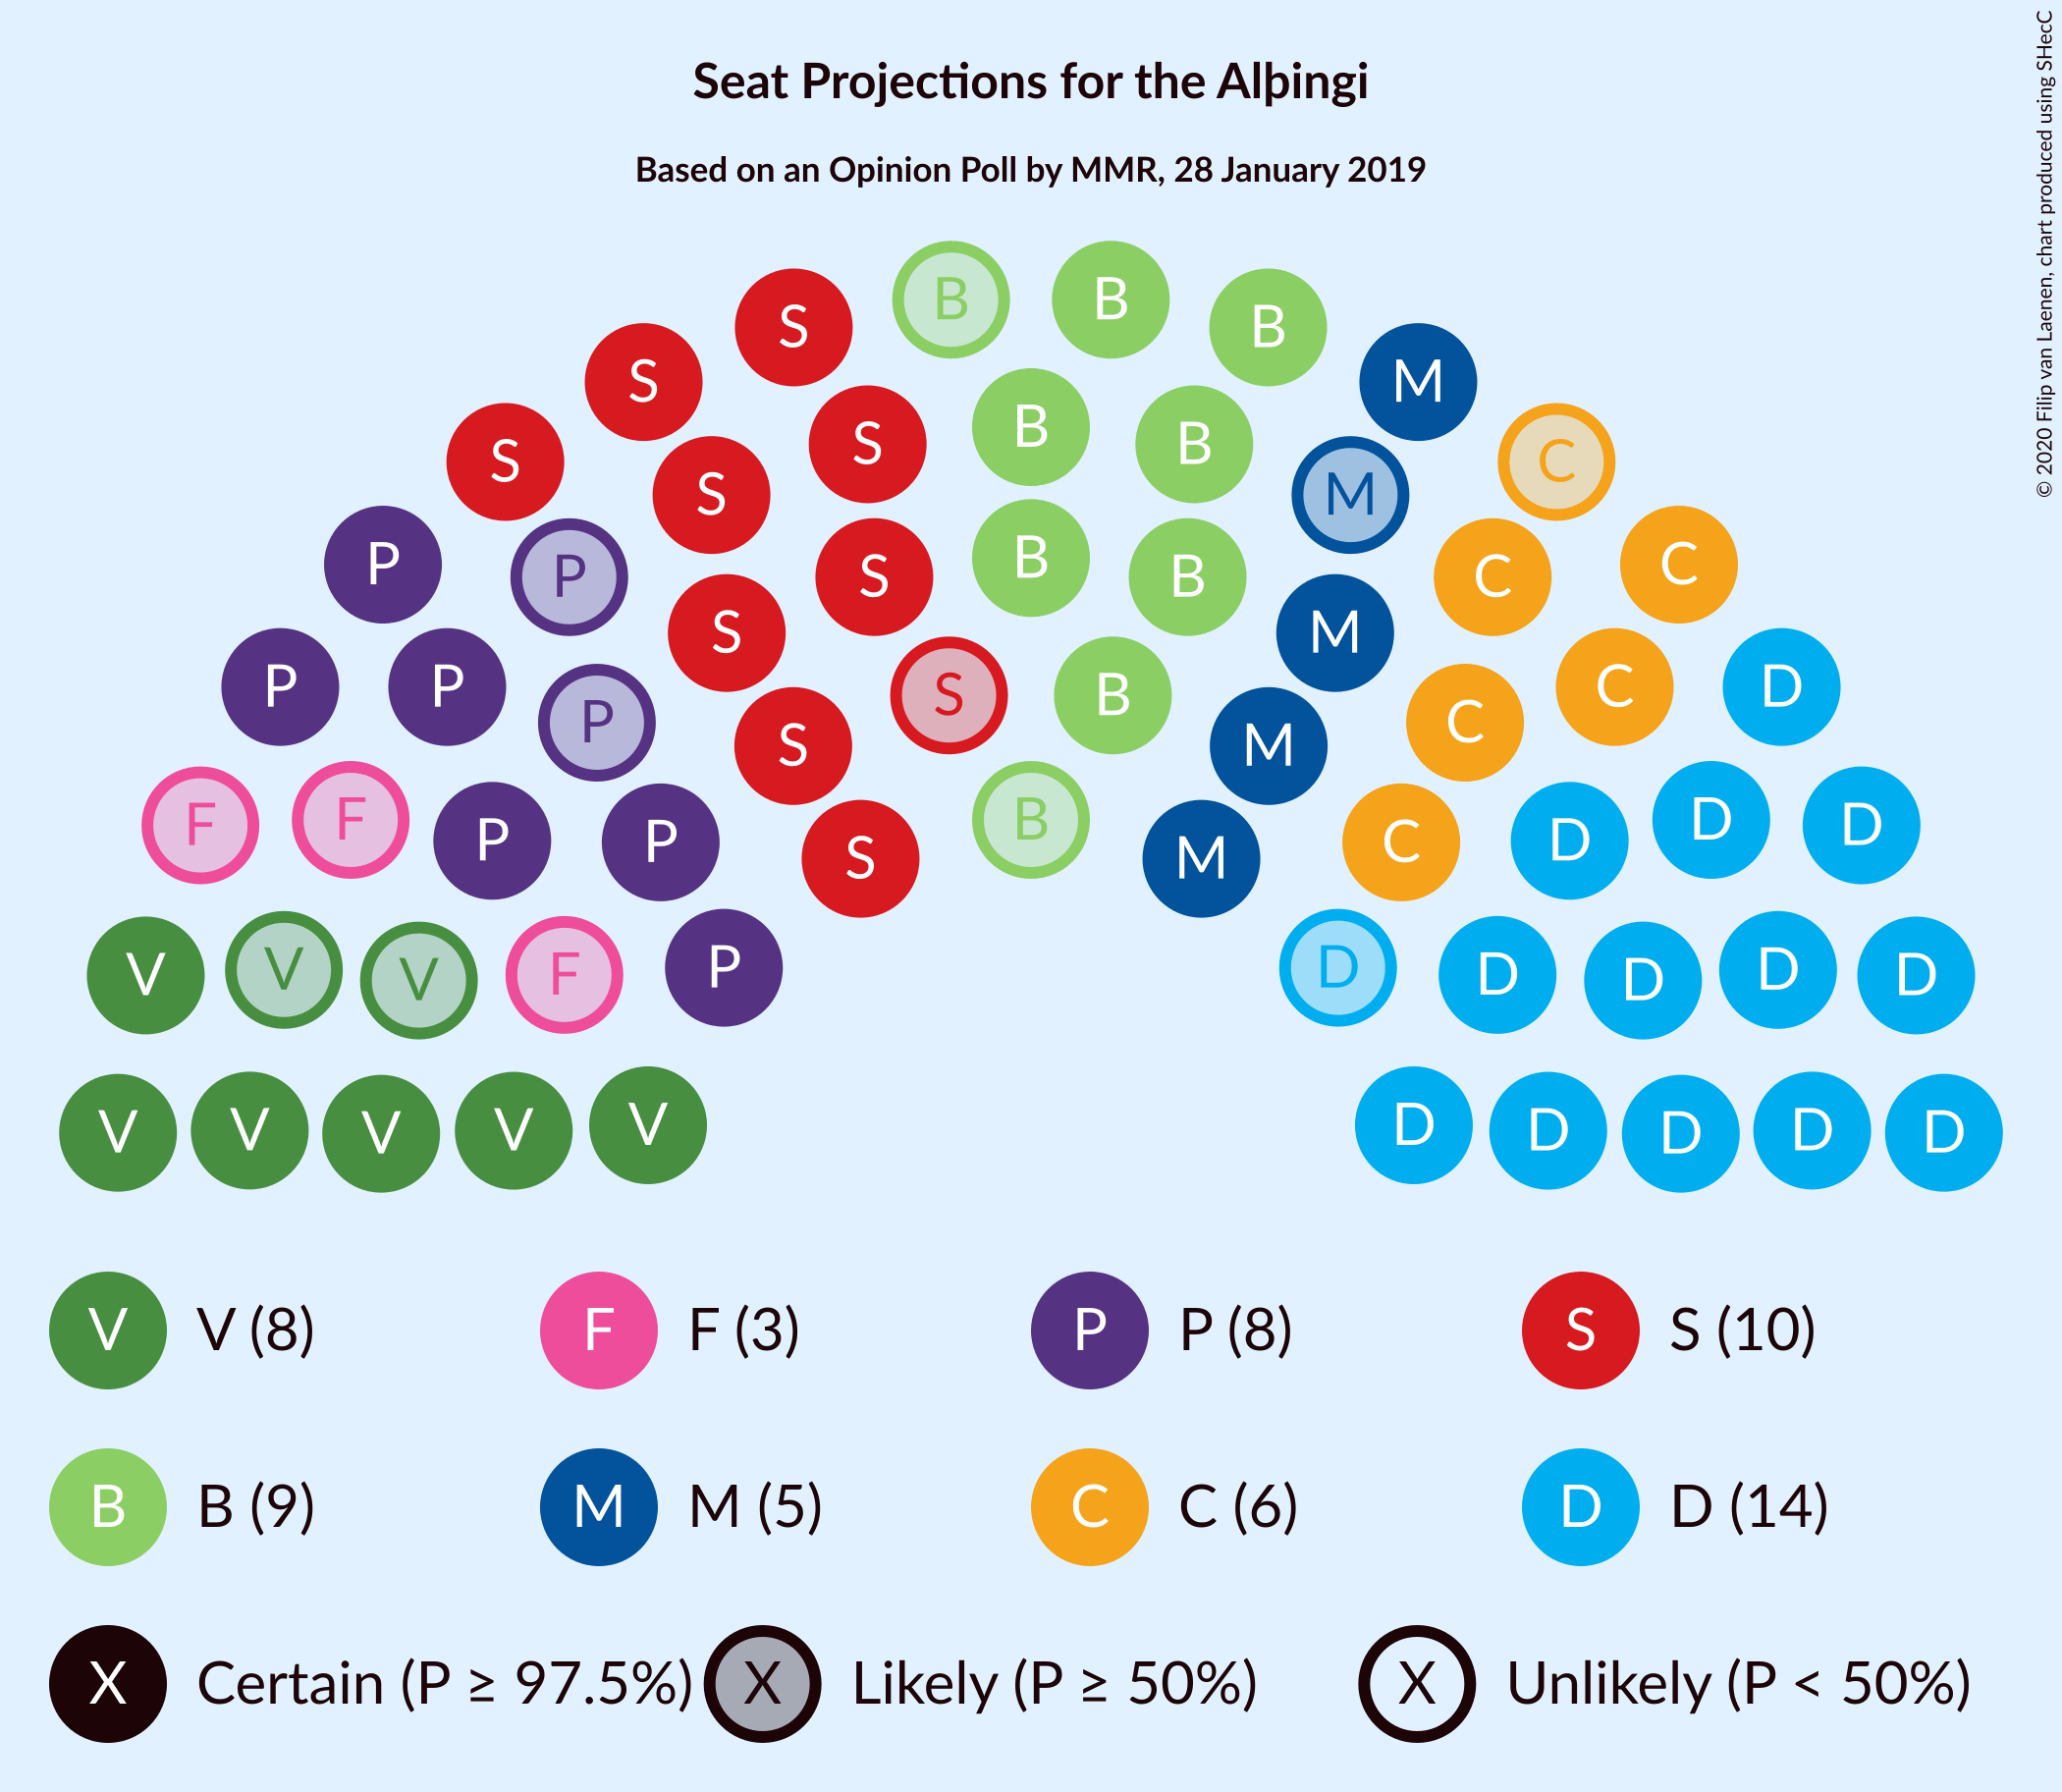 Seat Projections for the Alþingi
Based on an Opinion Poll by MMR, 28 January 2019
© 2020 Filip van Laenen, chart produced using SHecC
B B
S B
S M
S S B B C
S M
P P S S B B C C
S M
P P P S S B C C D
S M
F F P P S B M C D D D
V V V F P D D D D D
V V V V V D D D D D
V V (8) F F (3) P P (8) S S (10)
B B (9) M M (5) C C (6) D D (14)
X Certain (P ≥ 97.5%) X Likely (P ≥ 50%) X Unlikely (P < 50%)